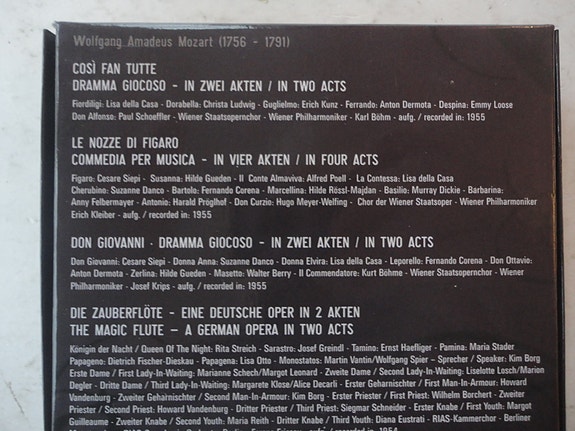 Wolfgang Amadeus Mozart (1756 - 1791)
COSÌ FAN TUTTE
DRAMMA GIOCOSO - IN ZWEI AKTEN / IN TWO ACTS
Fiordiligi: Lisa della Casa - Dorabella: Christa Ludwig - Guglielmo: Erich Kunz - Ferrando: Anton Dermota - Despina: Emmy Loose
Don Alfonso: Paul Schoeffler - Wiener Staatsopernchor - Wiener Philharmoniker - Karl Böhm - aufg. / recorded in: 1955
LE NOZZE DI FIGARO
COMMEDIA PER MUSICA - IN VIER AKTEN / IN FOUR ACTS
Figaro: Cesare Siepi - Susanna: Hilde Gueden - Il Conte Almaviva: Alfred Poell - La Contessa: Lisa della Casa
Cherubino: Suzanne Danco - Bartolo: Fernando Corena - Marcellina: Hilde Rössl-Majdan - Basilio: Murray Dickie - Barbarina:
Anny Felbermayer - Antonio: Harald Pröglhof - Don Curzio: Hugo Meyer-Welfing - Chor der Wiener Staatsoper - Wiener Philharmoniker
Erich Kleiber - aufg. / recorded in: 1955
DON GIOVANNI - DRAMMA GIOCOSO - IN ZWEI AKTEN / IN TWO ACTS
Don Giovanni: Cesare Siepi - Donna Anna: Suzanne Danco - Donna Elvira: Lisa della Casa - Leporello: Fernando Corena - Don Ottavio:
Anton Dermota - Zerlina: Hilde Gueden - Masetto: Walter Berry - Il Commendatore: Kurt Böhme - Wiener Staatsopernchor - Wiener
Philharmoniker - Josef Krips - aufg. / recorded in: 1955
DIE ZAUBERFLÖTE - EINE DEUTSCHE OPER IN 2 AKTEN
THE MAGIC FLUTE – A GERMAN OPERA IN TWO ACTS
Königin der Nacht / Queen Of The Night: Rita Streich - Sarastro: Josef Greindl - Tamino: Ernst Haefliger - Pamina: Maria Stader
Papageno: Dietrich Fischer-Dieskau - Papagena: Lisa Otto - Monostatos: Martin Vantin/Wolfgang Spier – Sprecher / Speaker: Kim Borg
Erste Dame / First Lady-In-Waiting: Marianne Schech/Margot Leonard - Zweite Dame / Second Lady-In-Waiting: Liselotte Losch/Marion
Degler - Dritte Dame / Third Lady-In-Waiting: Margarete Klose/Alice Decarli - Erster Geharnischter / First Man-In-Armour: Howard
Vandenburg - Zweiter Gehärnischter / Second Man-In-Armour: Kim Borg - Erster Priester / First Priest: Wilhelm Borchert - Zweiter
Priester / Second Priest: Howard Vandenburg - Dritter Priester / Third Priest: Siegmar Schneider - Erster Knabe / First Youth: Margot
Guilleaume - Zweiter Knabe / Second Youth: Maria Reith - Dritter Knabe / Third Youth: Diana Eustrati - RIAS-Kammerchor - Berliner